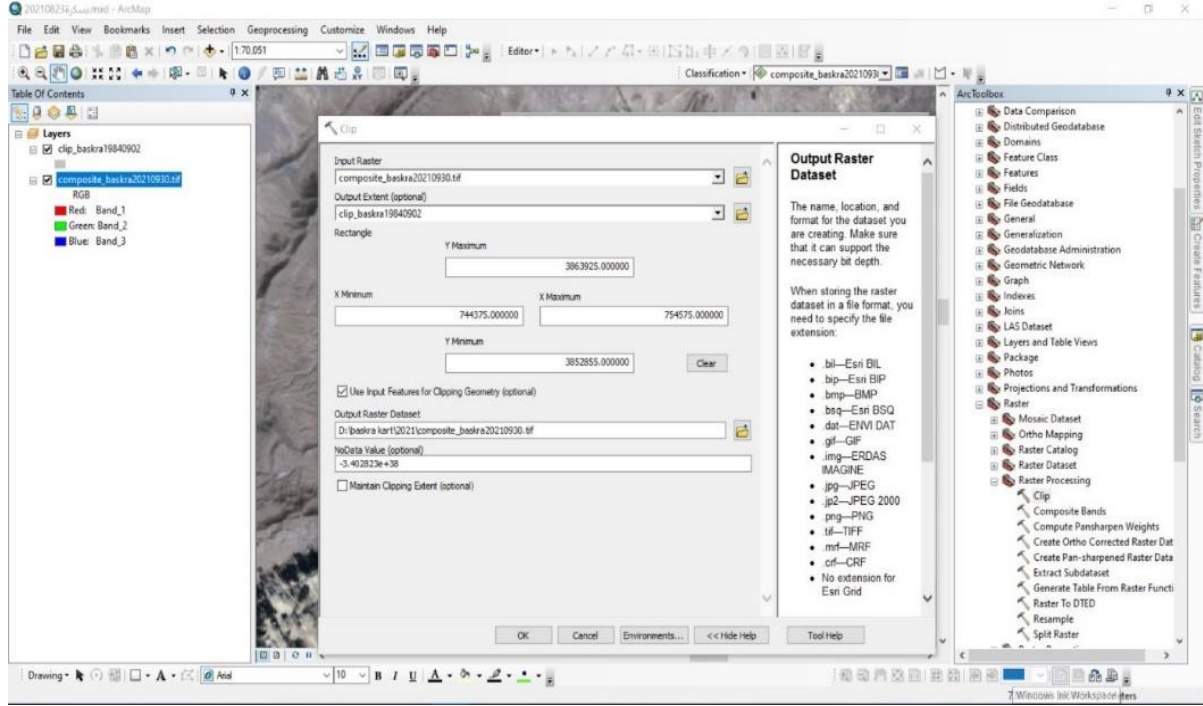 20210823بسكرة.mxd - ArcMap
File Edit View Bookmarks Insert Selection Geoprocessing Customize Windows Help
1:70.051
Editor
Classification composite_baskra2021093
Table Of Contents
Layers
clip_baskra19840902
composite_baskra20210930.tif
RGB
Red: Band_1
Green: Band_2
Blue: Band_3
Clip
Input Raster
composite_baskra20210930.tif
Output Extent (optional)
clip_baskra19840902
Rectangle
Y Maximum
3863925.000000
X Minimum
X Maximum
744375.000000
754575.000000
Y Minimum
3852855.000000
Clear
Use Input Features for Clipping Geometry (optional)
Output Raster Dataset
D:\baskra kart\2021\composite_baskra20210930.tif
NoData Value (optional)
-3.402823e+38
Maintain Clipping Extent (optional)
OK
Cancel
Environments...
<< Hide Help
Tool Help
Output Raster
Dataset
The name, location, and
format for the dataset you
are creating. Make sure
that it can support the
necessary bit depth.
When storing the raster
dataset in a file format, you
need to specify the file
extension:
.bil—Esri BIL
.bip—Esri BIP
.bmp—BMP
.bsq—Esri BSQ
.dat—ENVI DAT
.gif—GIF
.img—ERDAS
IMAGINE
.jpg—JPEG
.jp2—JPEG 2000
.png—PNG
.tif—TIFF
.mrf—MRF
.crf—CRF
No extension for
Esri Grid
ArcToolbox
Data Comparison
Distributed Geodatabase
Domains
Feature Class
Features
Fields
File Geodatabase
General
Generalization
Geodatabase Administration
Geometric Network
Graph
Indexes
Joins
LAS Dataset
Layers and Table Views
Package
Photos
Projections and Transformations
Raster
Mosaic Dataset
Ortho Mapping
Raster Catalog
Raster Dataset
Raster Processing
Clip
Composite Bands
Compute Pansharpen Weights
Create Ortho Corrected Raster Dat
Create Pan-sharpened Raster Data
Extract Subdataset
Generate Table From Raster Functi
Raster To DTED
Resample
Split Raster
Edit Sketch Properties
Create Features
Catalog
Search
Drawing
Arial
10
B I U A
Windows Ink Workspace
ters